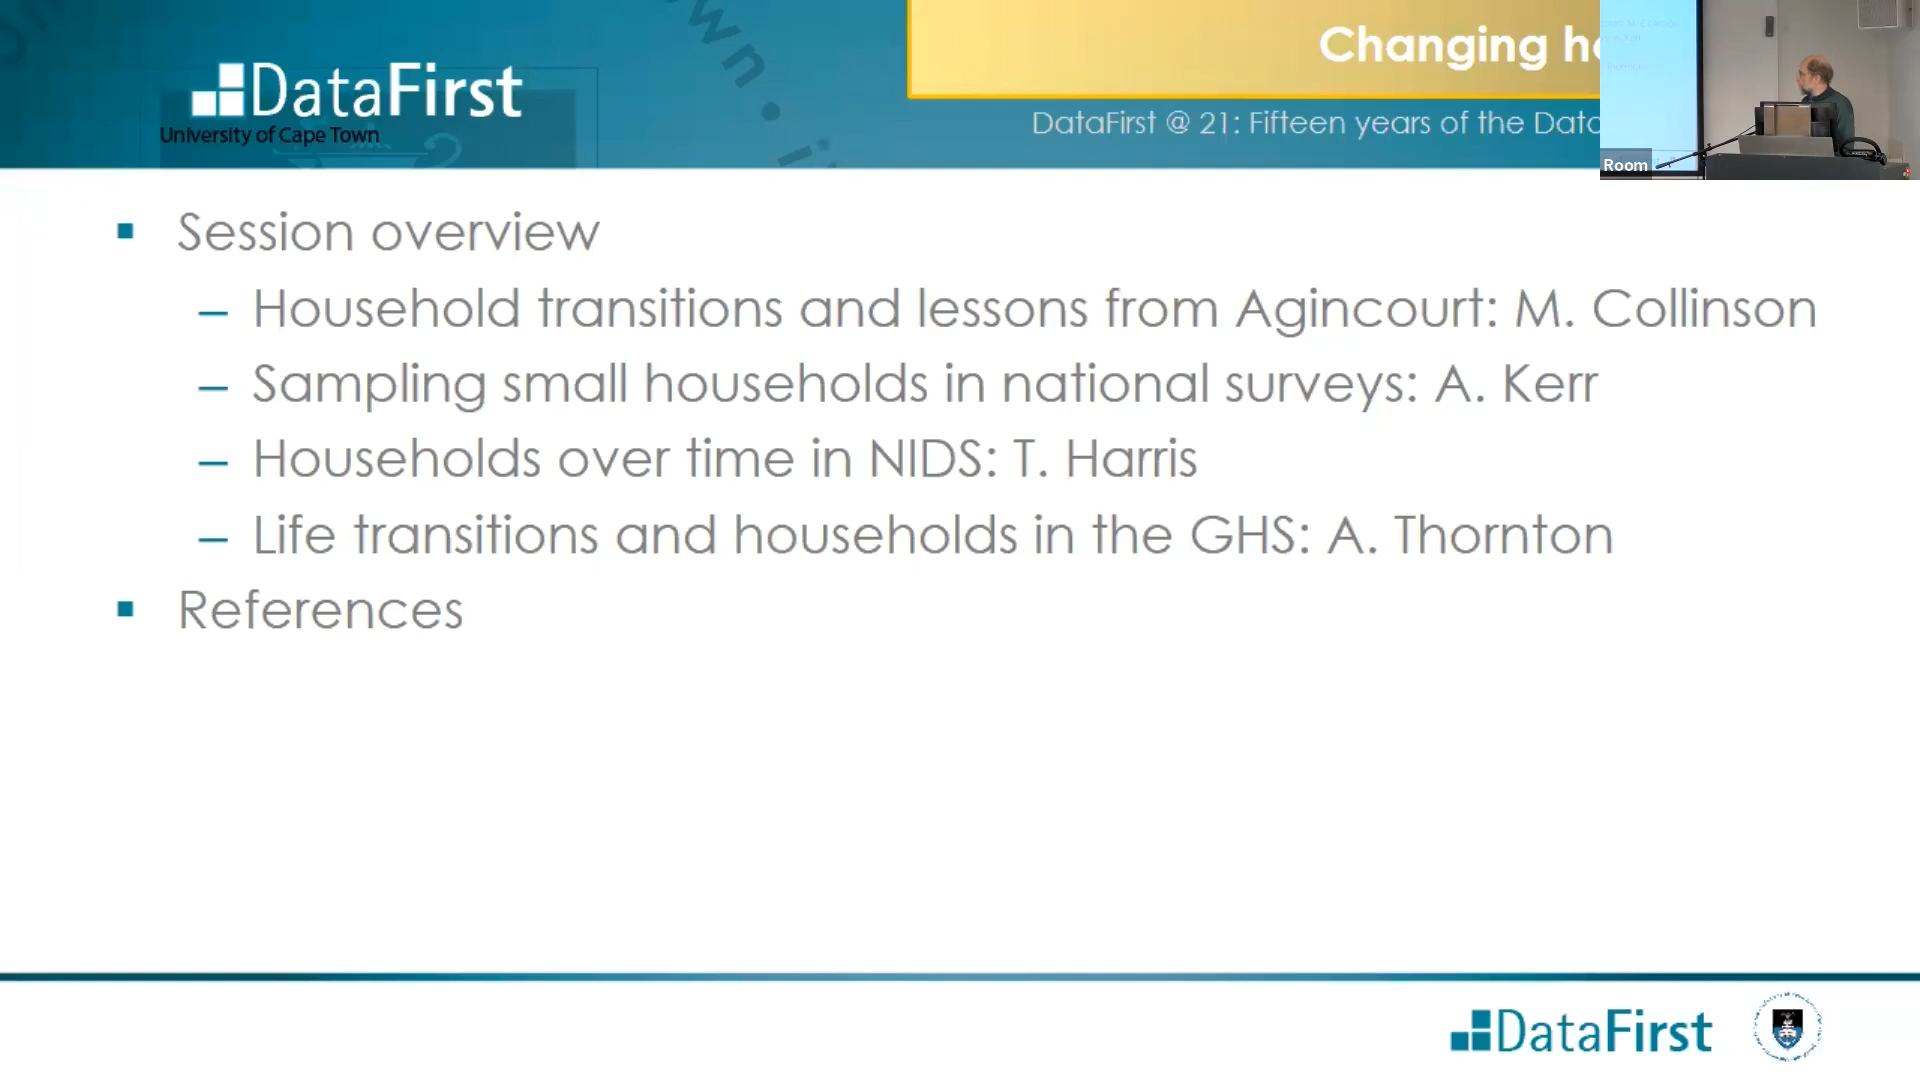 DataFirst
University of Cape Town
Changing
DataFirst @ 21: Fifteen years of the
Room
Session overview
– Household transitions and lessons from Agincourt: M. Collinson
– Sampling small households in national surveys: A. Kerr
– Households over time in NIDS: T. Harris
– Life transitions and households in the GHS: A. Thornton
References
DataFirst